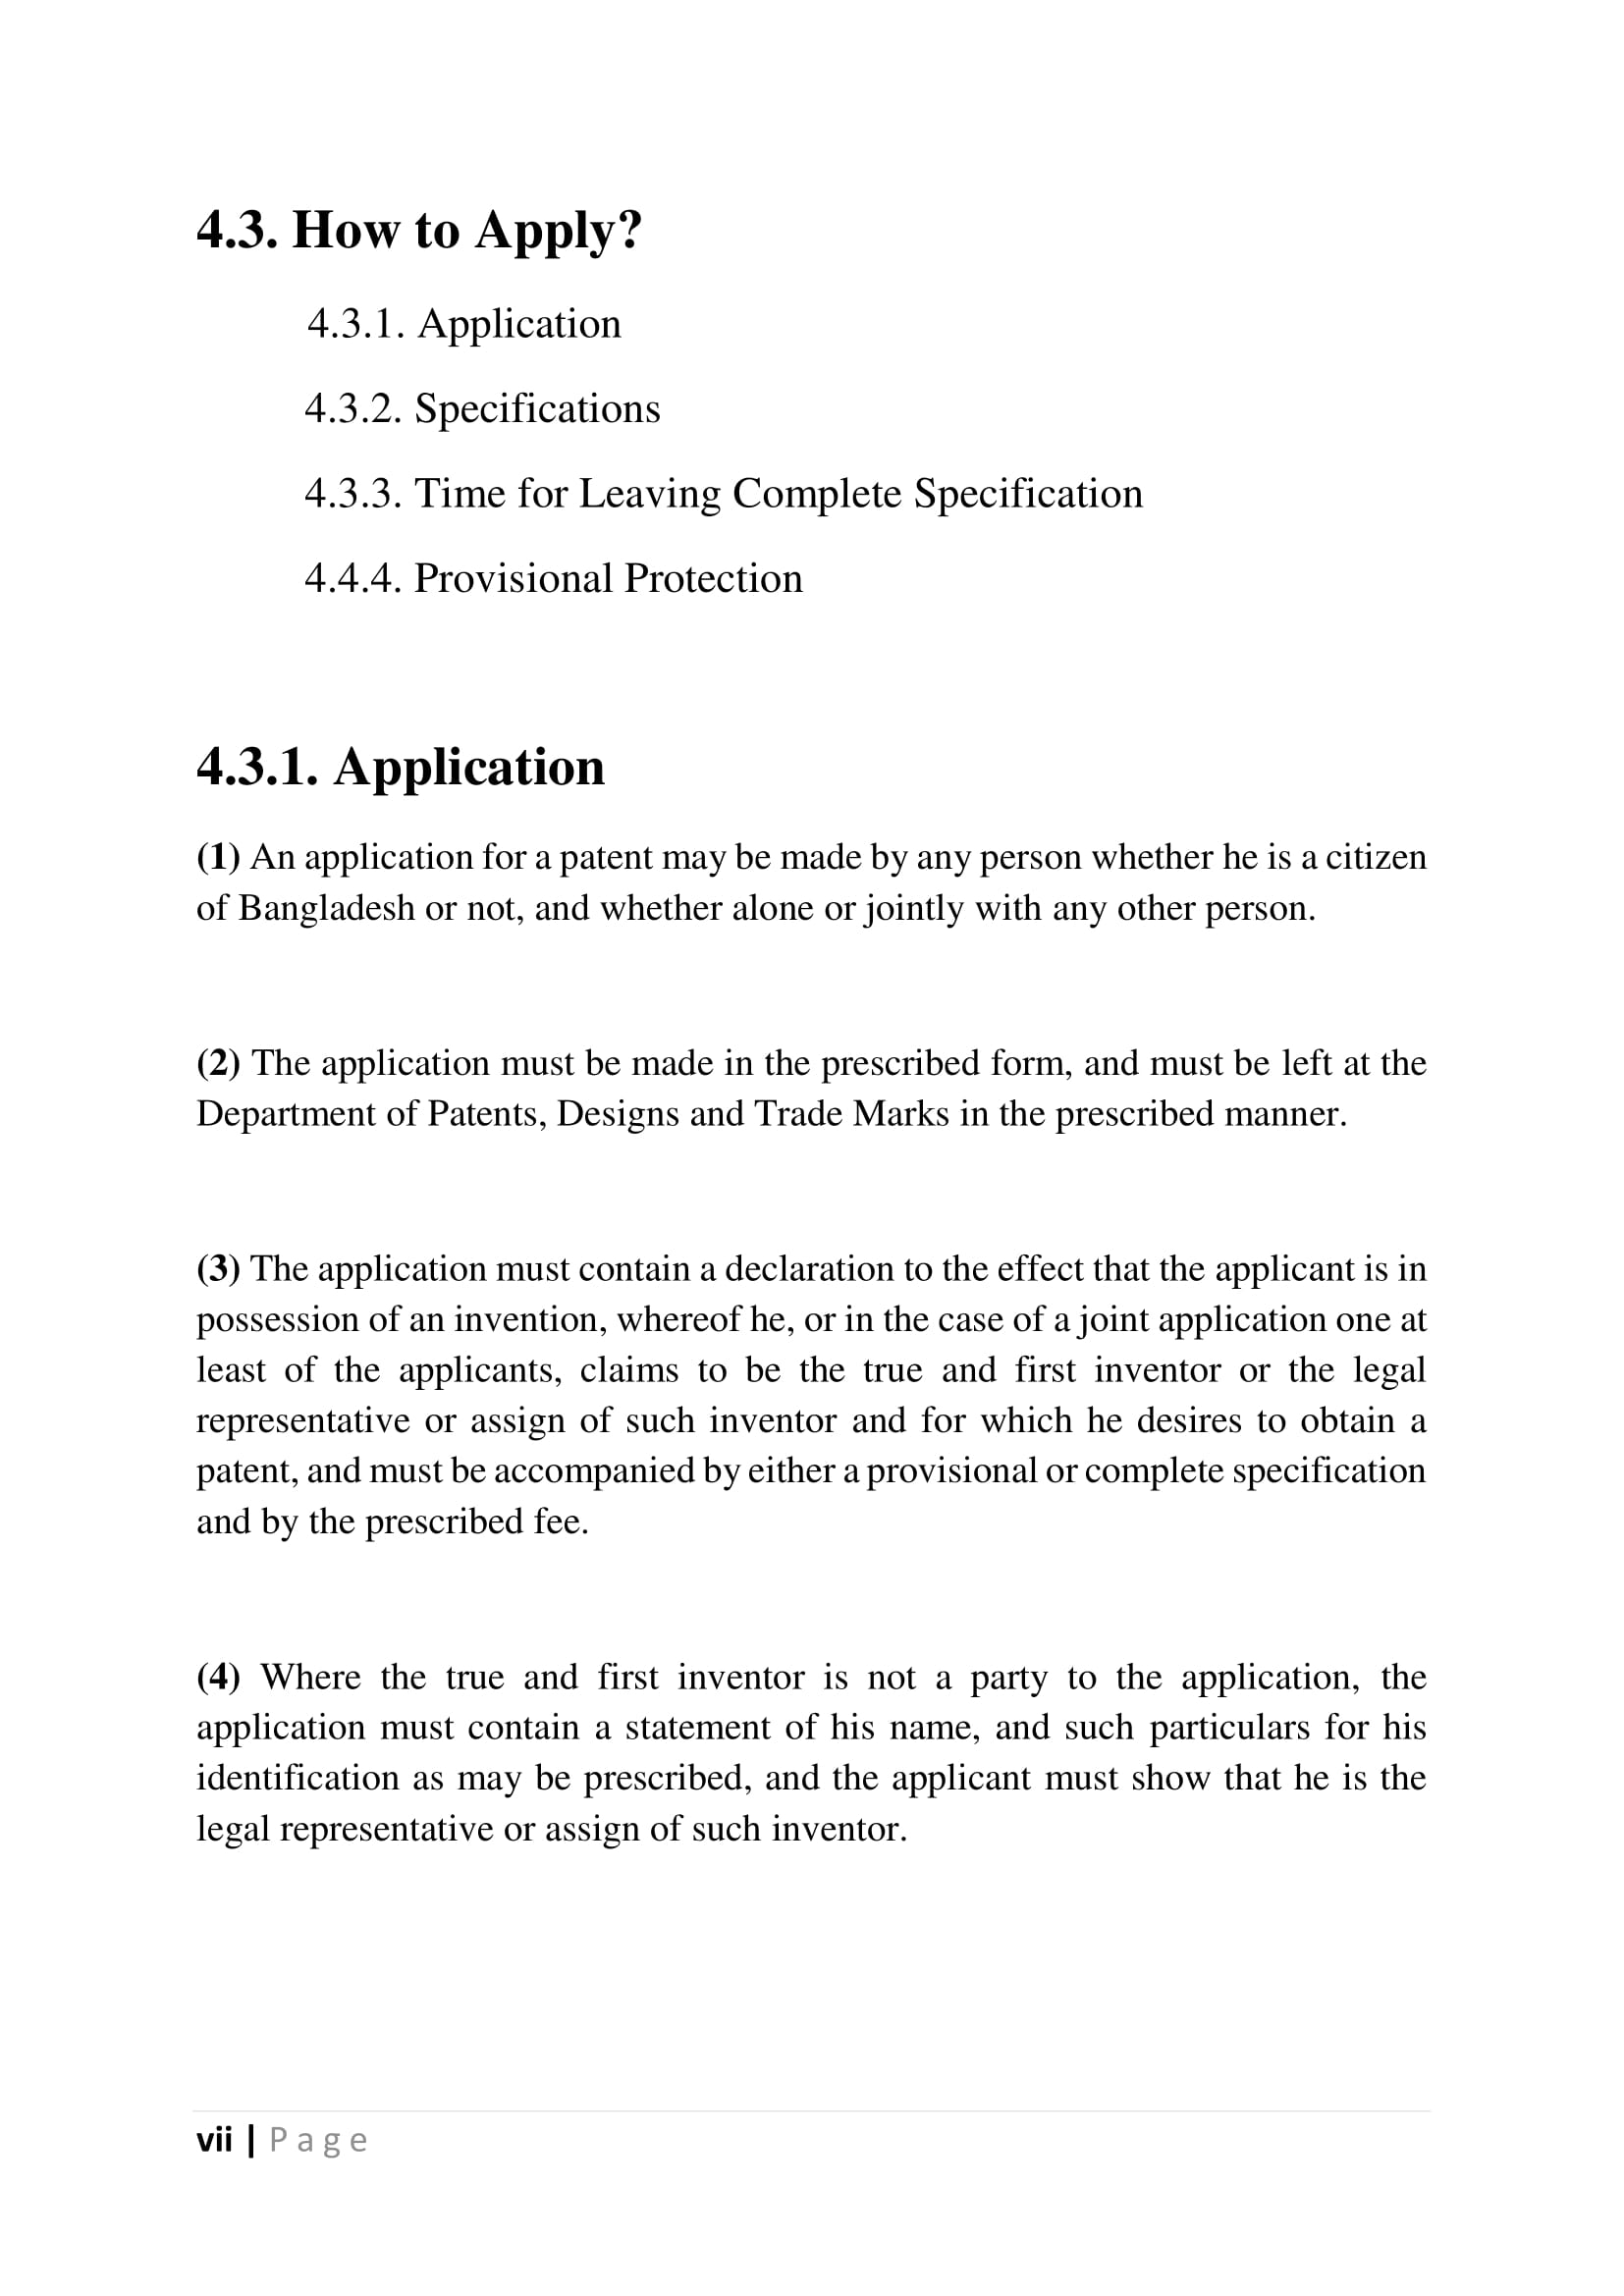 4.3. How to Apply?
4.3.1. Application
4.3.2. Specifications
4.3.3. Time for Leaving Complete Specification
4.4.4. Provisional Protection
4.3.1. Application
(1) An application for a patent may be made by any person whether he is a citizen
of Bangladesh or not, and whether alone or jointly with any other person.
(2) The application must be made in the prescribed form, and must be left at the
Department of Patents, Designs and Trade Marks in the prescribed manner.
(3) The application must contain a declaration to the effect that the applicant is in
possession of an invention, whereof he, or in the case of a joint application one at
least of the applicants, claims to be the true and first inventor or the legal
representative or assign of such inventor and for which he desires to obtain a
patent, and must be accompanied by either a provisional or complete specification
and by the prescribed fee.
(4) Where the true and first inventor is not a party to the application, the
application must contain a statement of his name, and such particulars for his
identification as may be prescribed, and the applicant must show that he is the
legal representative or assign of such inventor.
vii | Page